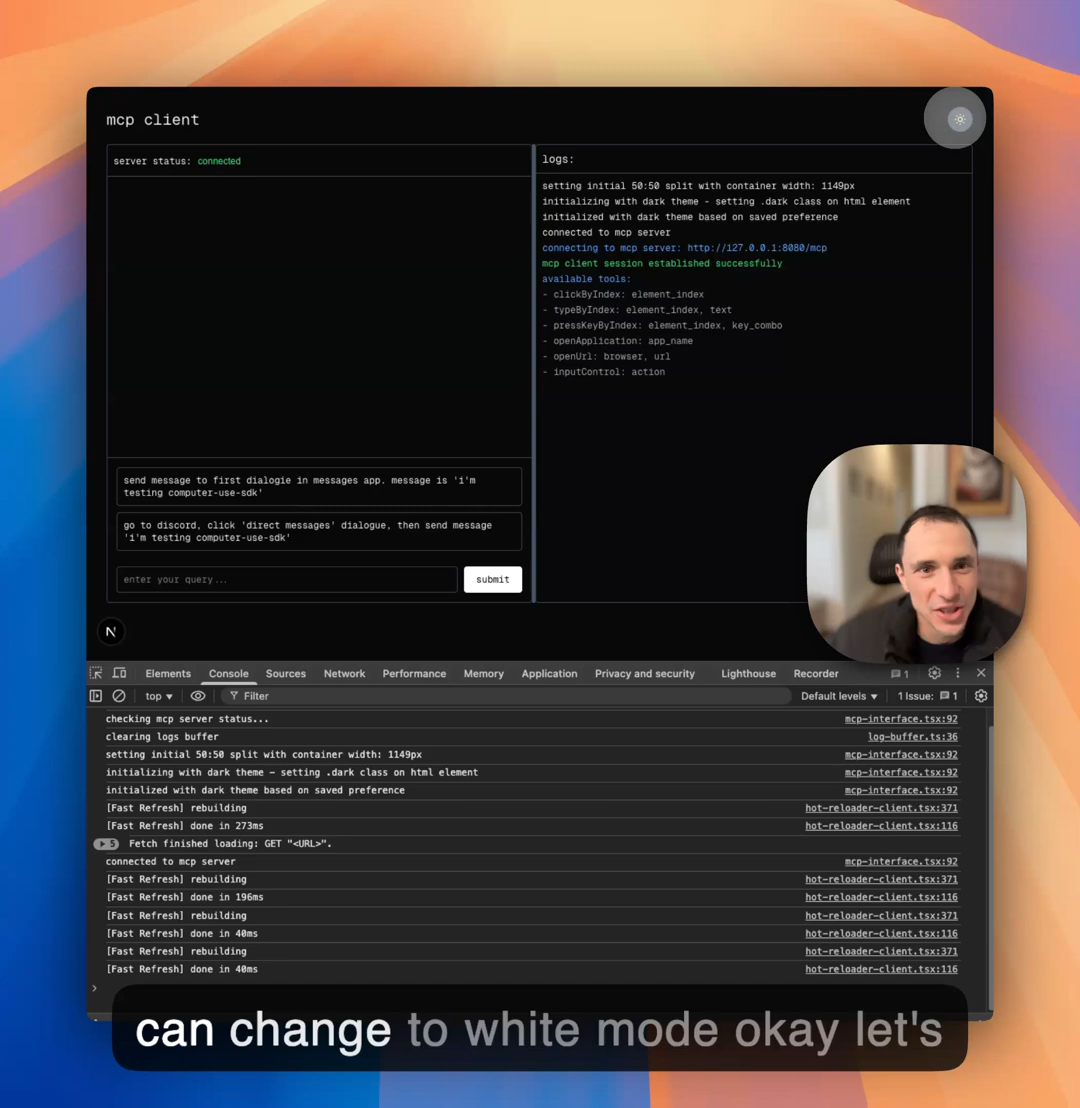 mcp client
server status: connected
logs:
setting initial 50:50 split with container width: 1149px
initializing with dark theme - setting .dark class on html element
initialized with dark theme based on saved preference
connected to mcp server
connecting to mcp server: http://127.0.0.1:8080/mcp
mcp client session established successfully
available tools:
- clickByIndex: element_index
- typeByIndex: element_index, text
- pressKeyByIndex: element_index, key_combo
- openApplication: app_name
- openUrl: browser, url
- inputControl: action
send message to first dialogie in messages app. message is 'i'm
testing computer-use-sdk'
go to discord, click 'direct messages' dialogue, then send message
'i'm testing computer-use-sdk'
enter your query...
submit
N
Elements Console Sources Network Performance Memory Application Privacy and security Lighthouse Recorder 1
top Filter Default levels 1 Issue: 1
checking mcp server status... mcp-interface.tsx:92
clearing logs buffer log-buffer.ts:36
setting initial 50:50 split with container width: 1149px mcp-interface.tsx:92
initializing with dark theme - setting .dark class on html element mcp-interface.tsx:92
initialized with dark theme based on saved preference mcp-interface.tsx:92
[Fast Refresh] rebuilding hot-reloader-client.tsx:371
[Fast Refresh] done in 273ms hot-reloader-client.tsx:116
5 Fetch finished loading: GET "<URL>".
connected to mcp server mcp-interface.tsx:92
[Fast Refresh] rebuilding hot-reloader-client.tsx:371
[Fast Refresh] done in 196ms hot-reloader-client.tsx:116
[Fast Refresh] rebuilding hot-reloader-client.tsx:371
[Fast Refresh] done in 40ms hot-reloader-client.tsx:116
[Fast Refresh] rebuilding hot-reloader-client.tsx:371
[Fast Refresh] done in 40ms hot-reloader-client.tsx:116
can change to white mode okay let's